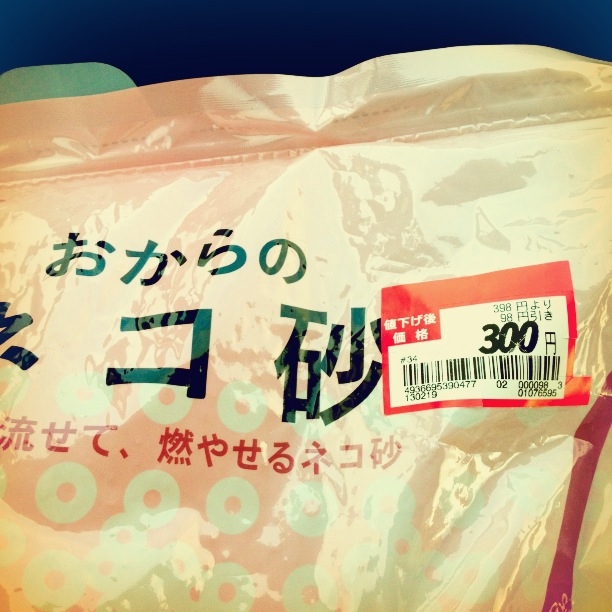 おからの
ネコ砂
流せて、燃やせるネコ砂
値下げ後
価格
398 円より
98 円引き
300 円
#34
4936695390477 02 000098 3
130219 01076595